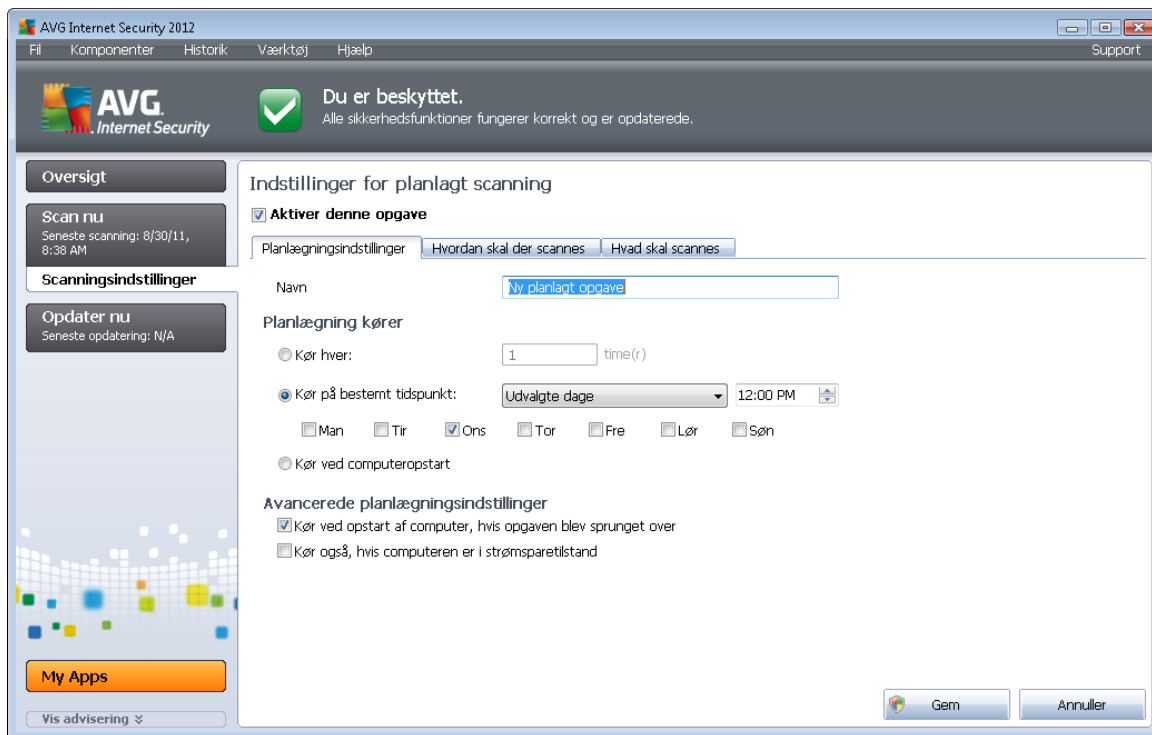 AVG Internet Security 2012
Fil Komponenter Historik Værktøj Hjælp Support
AVG.
Internet Security
Du er beskyttet.
Alle sikkerhedsfunktioner fungerer korrekt og er opdaterede.
Oversigt
Scan nu
Seneste scanning: 8/30/11,
8:38 AM
Scanningsindstillinger
Opdater nu
Seneste opdatering: N/A
My Apps
Vis advisering
Indstillinger for planlagt scanning
Aktiver denne opgave
Planlægningsindstillinger Hvordan skal der scannes Hvad skal scannes
Navn Ny planlagt opgave
Planlægning kører
Kør hver: 1 time(r)
Kør på bestemt tidspunkt: Udvalgte dage 12:00 PM
Man Tir Ons Tor Fre Lør Søn
Kør ved computeropstart
Avancerede planlægningsindstillinger
Kør ved opstart af computer, hvis opgaven blev sprunget over
Kør også, hvis computeren er i strømsparetilstand
Gem Annuller